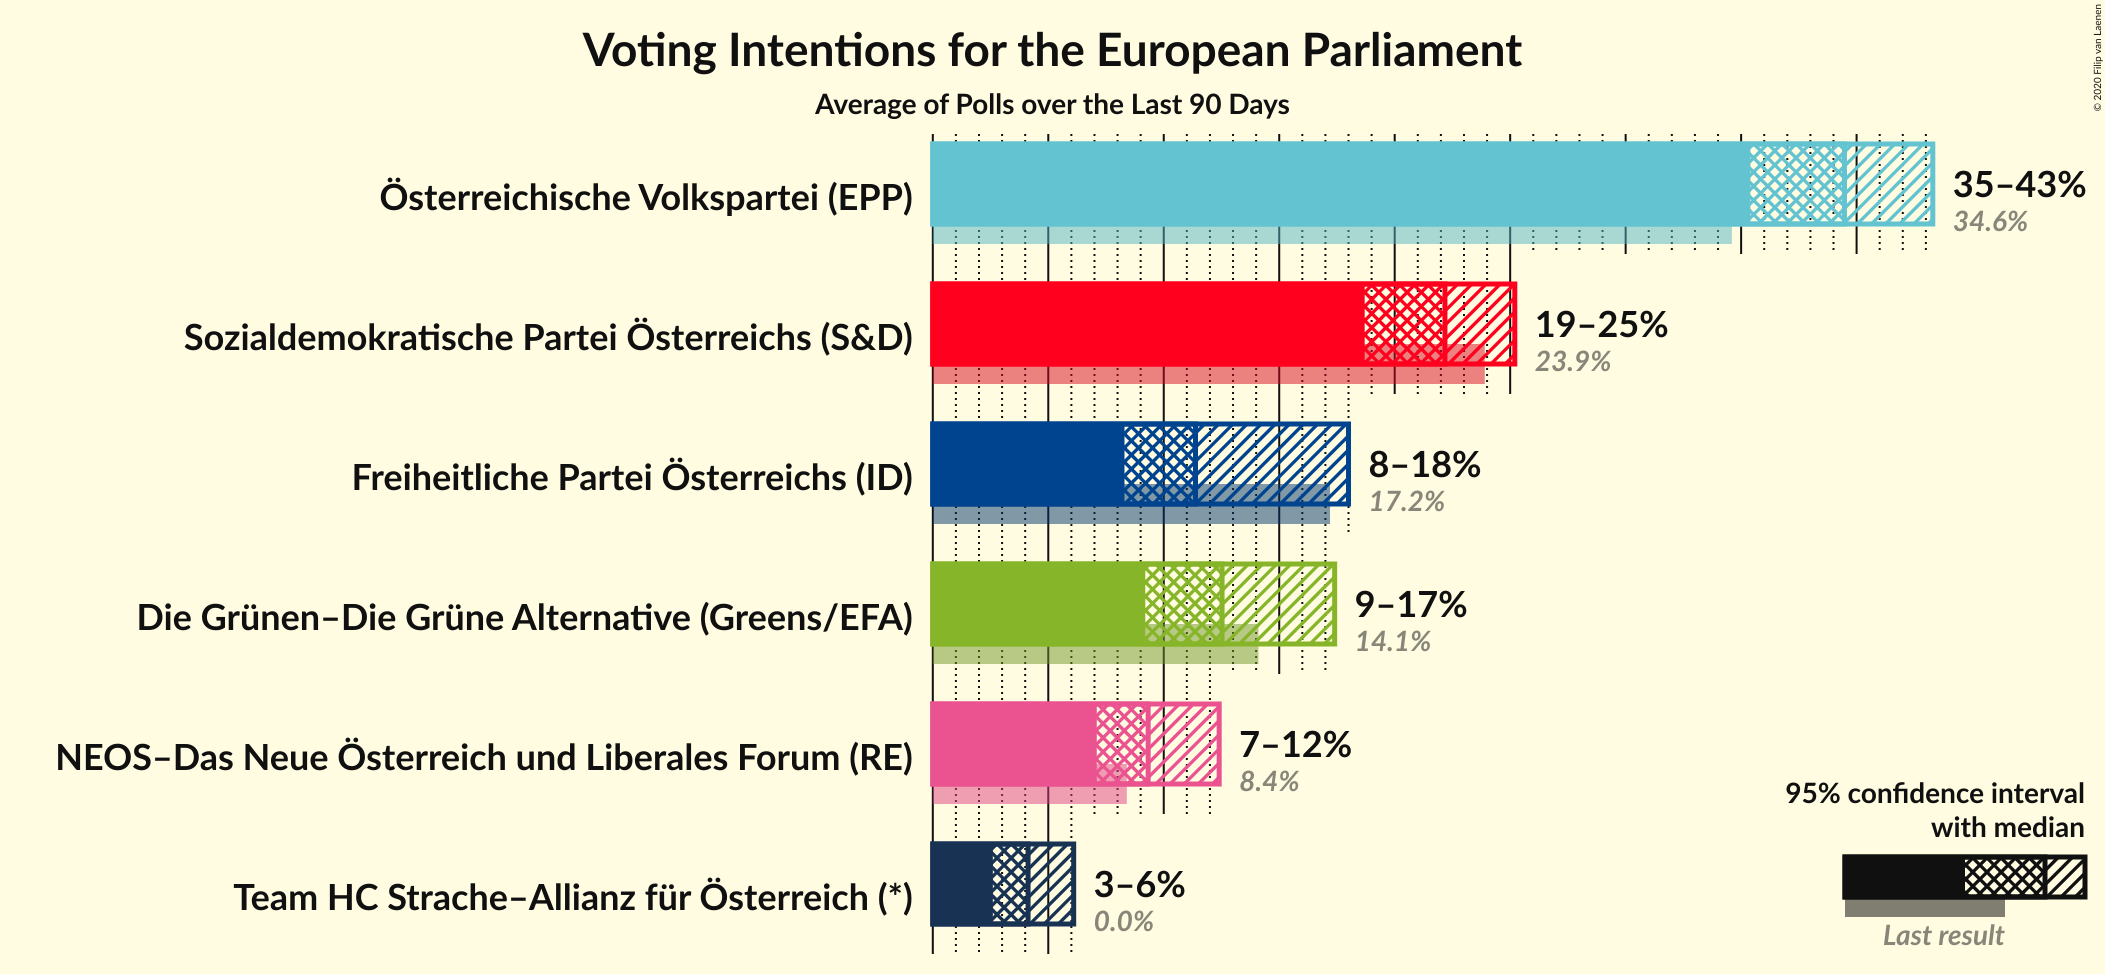 Voting Intentions for the European Parliament
Average of Polls over the Last 90 Days
© 2020 Filip van Laenen
Österreichische Volkspartei (EPP)
35–43%
34.6%
Sozialdemokratische Partei Österreichs (S&D)
19–25%
23.9%
Freiheitliche Partei Österreichs (ID)
8–18%
17.2%
Die Grünen–Die Grüne Alternative (Greens/EFA)
9–17%
14.1%
NEOS–Das Neue Österreich und Liberales Forum (RE)
7–12%
8.4%
Team HC Strache–Allianz für Österreich (*)
3–6%
0.0%
95% confidence interval
with median
Last result